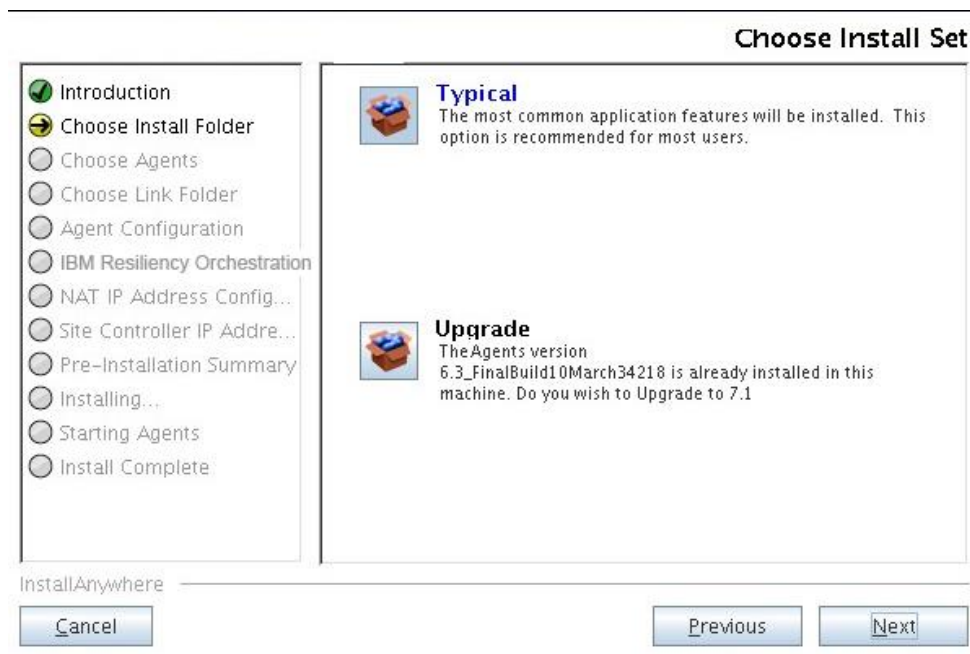 Choose Install Set
Introduction
Choose Install Folder
Choose Agents
Choose Link Folder
Agent Configuration
IBM Resiliency Orchestration
NAT IP Address Config...
Site Controller IP Addre...
Pre-Installation Summary
Installing...
Starting Agents
Install Complete
Typical
The most common application features will be installed. This
option is recommended for most users.
Upgrade
The Agents version
6.3_FinalBuild10March34218 is already installed in this
machine. Do you wish to Upgrade to 7.1
InstallAnywhere
Cancel
Previous
Next